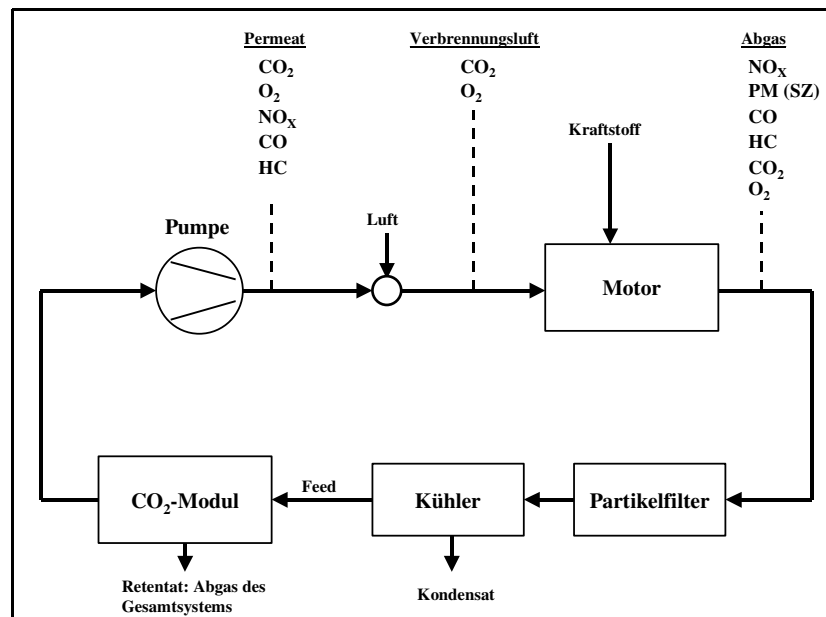 Permeat
CO₂
O₂
NOₓ
CO
HC
Verbrennungsluft
CO₂
O₂
Abgas
NOₓ
PM (SZ)
CO
HC
CO₂
O₂
Kraftstoff
Luft
Pumpe
Motor
CO₂-Modul
Feed
Kühler
Partikelfilter
Retentat: Abgas des
Gesamtsystems
Kondensat